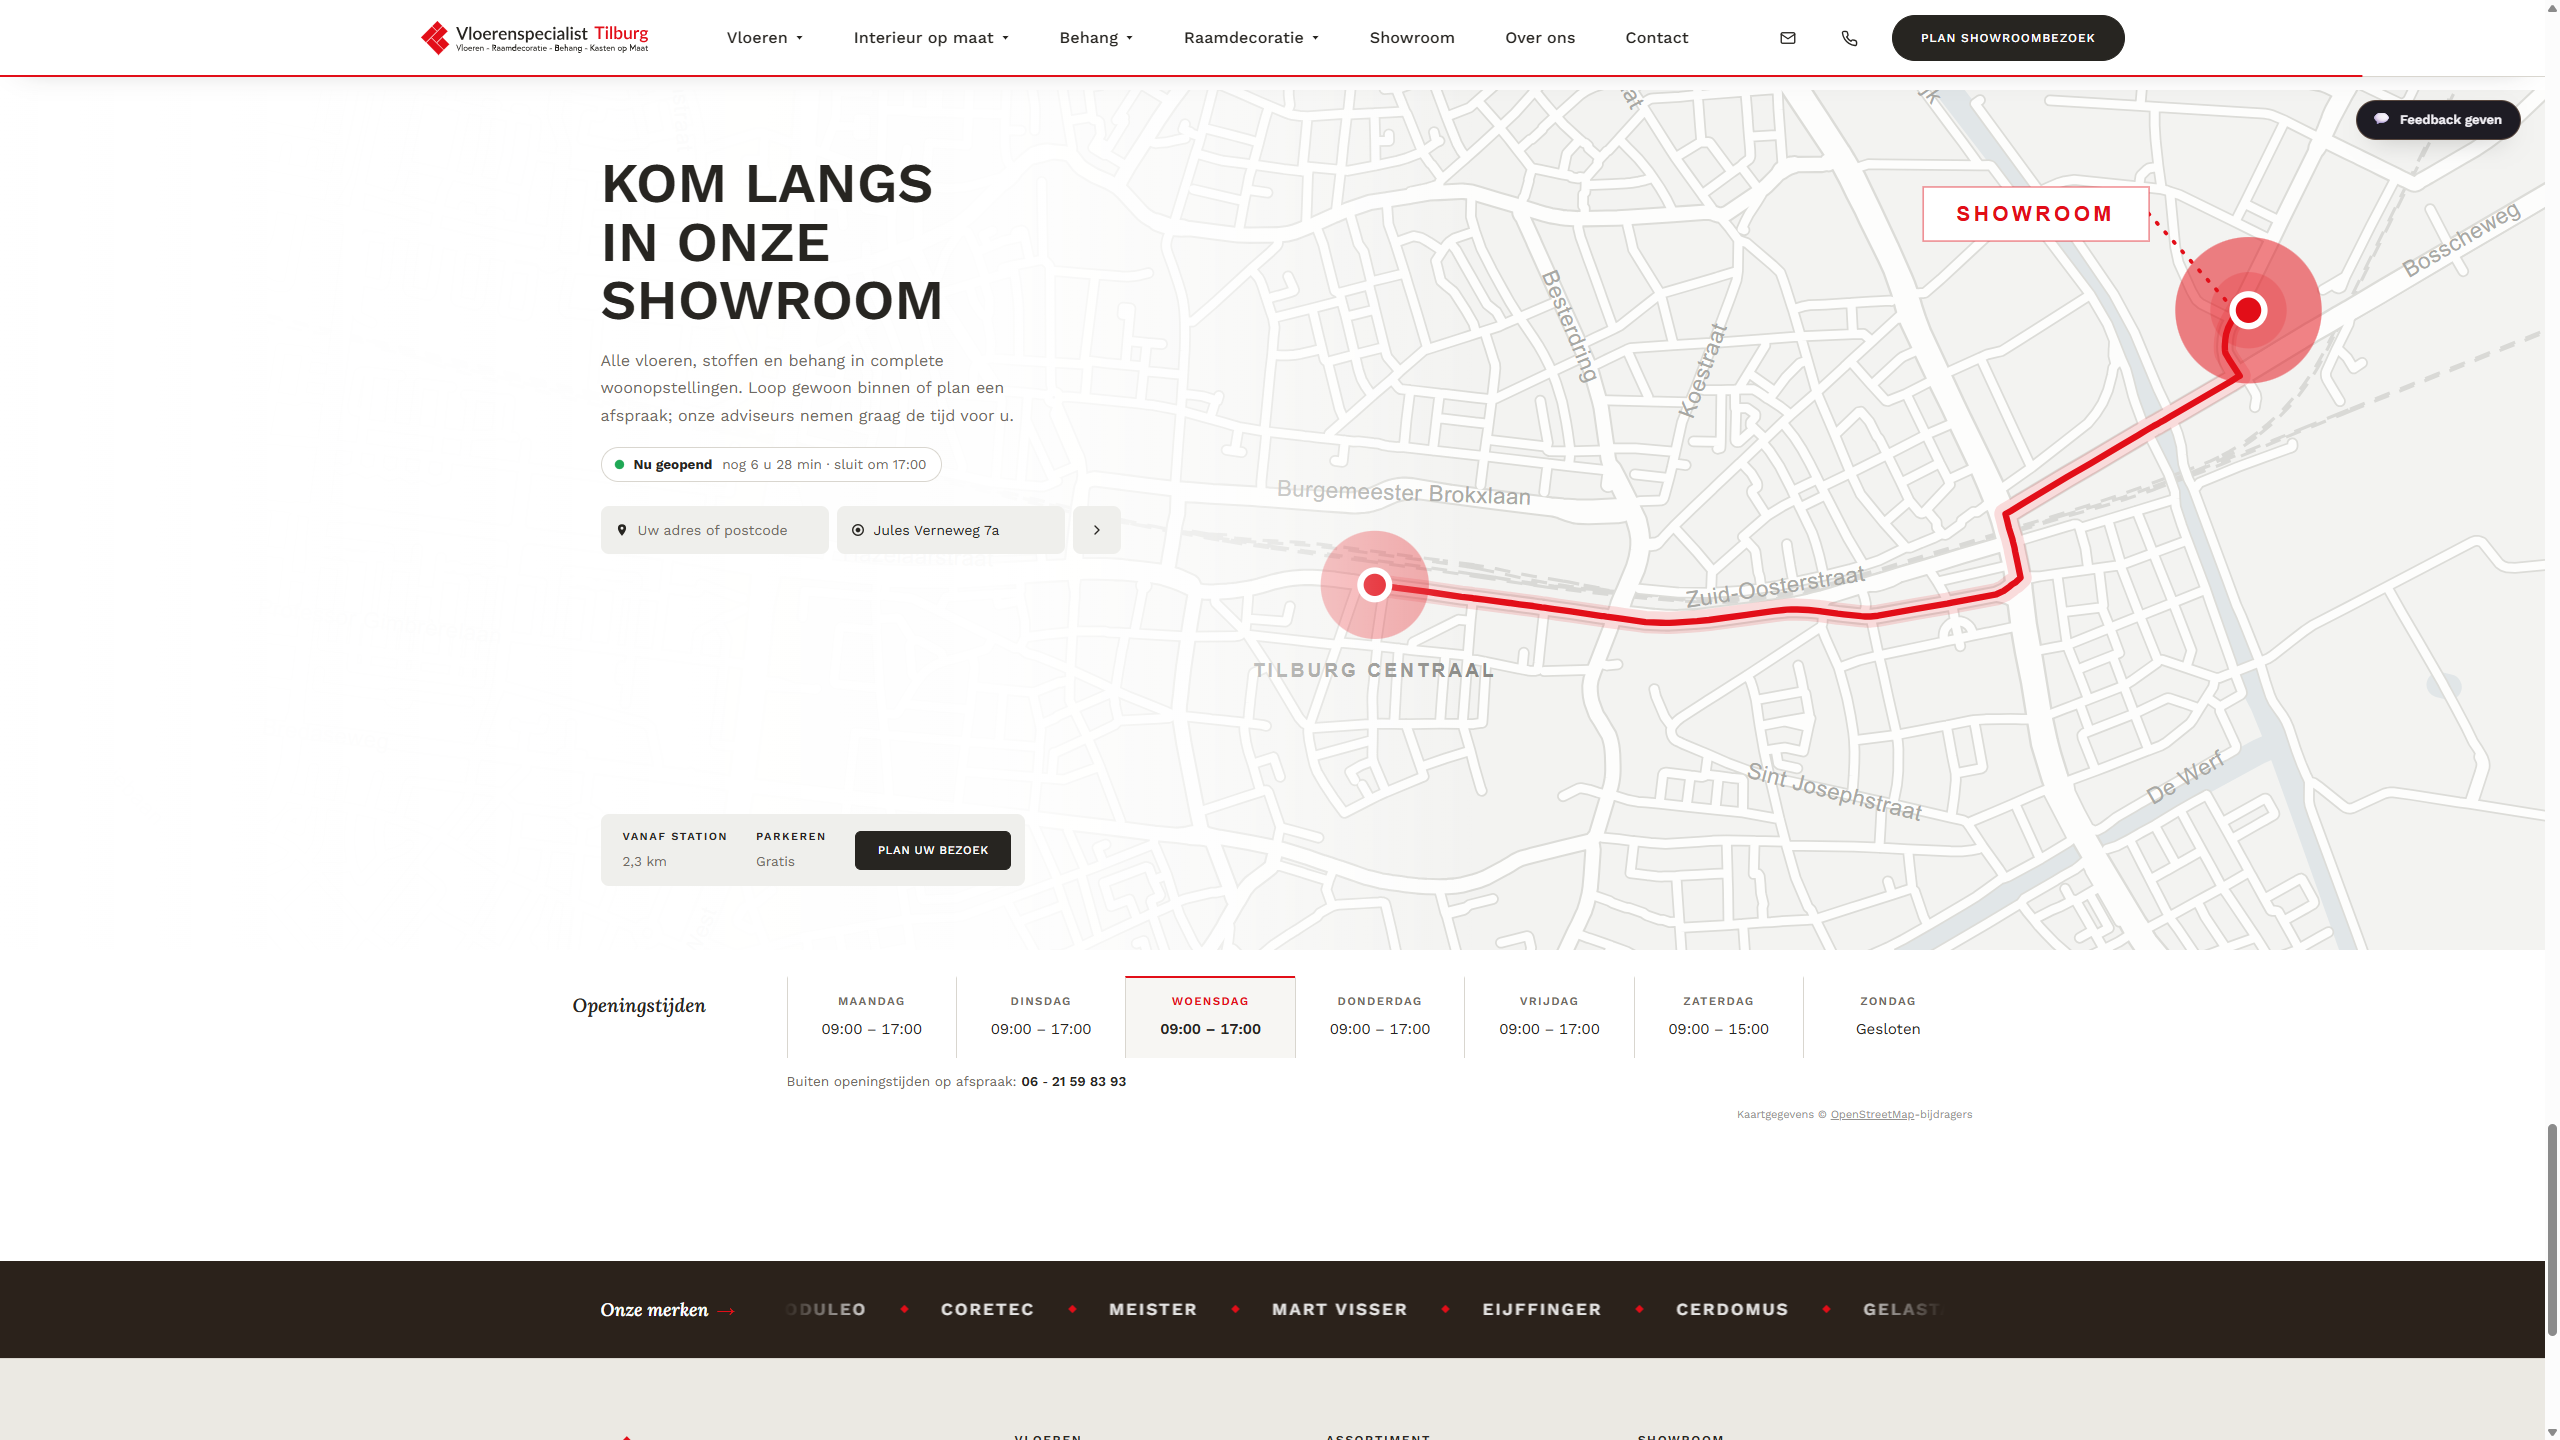 Vloerenspecialist Tilburg
Vloeren - Raamdecoratie - Behang - Kasten op Maat
Vloeren
Interieur op maat
Behang
Raamdecoratie
Showroom
Over ons
Contact
PLAN SHOWROOMBEZOEK
Feedback geven
KOM LANGS
IN ONZE
SHOWROOM
Alle vloeren, stoffen en behang in complete
woonopstellingen. Loop gewoon binnen of plan een
afspraak; onze adviseurs nemen graag de tijd voor u.
Nu geopend nog 6 u 28 min · sluit om 17:00
Uw adres of postcode
Jules Verneweg 7a
SHOWROOM
Bosscheweg
Besterdring
Koestraat
Burgemeester Brokxlaan
Zuid-Oosterstraat
TILBURG CENTRAAL
Sint Josephstraat
De Werf
VANAF STATION
2,3 km
PARKEREN
Gratis
PLAN UW BEZOEK
Openingstijden
MAANDAG
09:00 – 17:00
DINSDAG
09:00 – 17:00
WOENSDAG
09:00 – 17:00
DONDERDAG
09:00 – 17:00
VRIJDAG
09:00 – 17:00
ZATERDAG
09:00 – 15:00
ZONDAG
Gesloten
Buiten openingstijden op afspraak: 06 - 21 59 83 93
Kaartgegevens © OpenStreetMap-bijdragers
Onze merken →
ODULEO ◆ CORETEC ◆ MEISTER ◆ MART VISSER ◆ EIJFFINGER ◆ CERDOMUS ◆ GELAST
VLOEREN
ASSORTIMENT
SHOWROOM